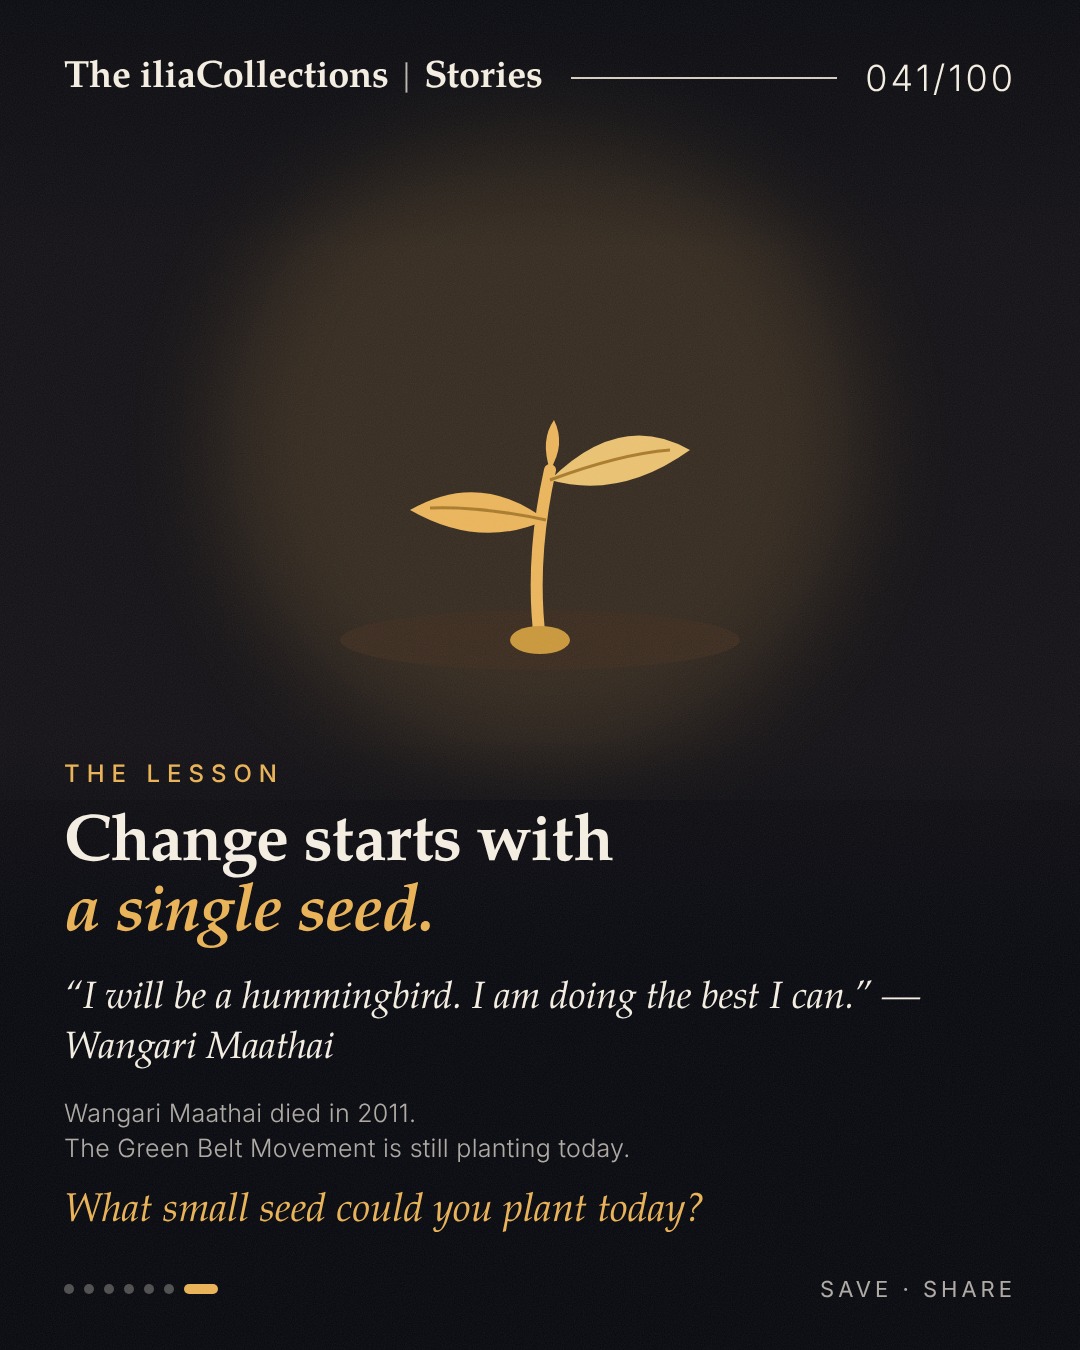 The iliaCollections | Stories 041/100
THE LESSON
Change starts with
a single seed.
“I will be a hummingbird. I am doing the best I can.” —
Wangari Maathai
Wangari Maathai died in 2011.
The Green Belt Movement is still planting today.
What small seed could you plant today?
SAVE · SHARE